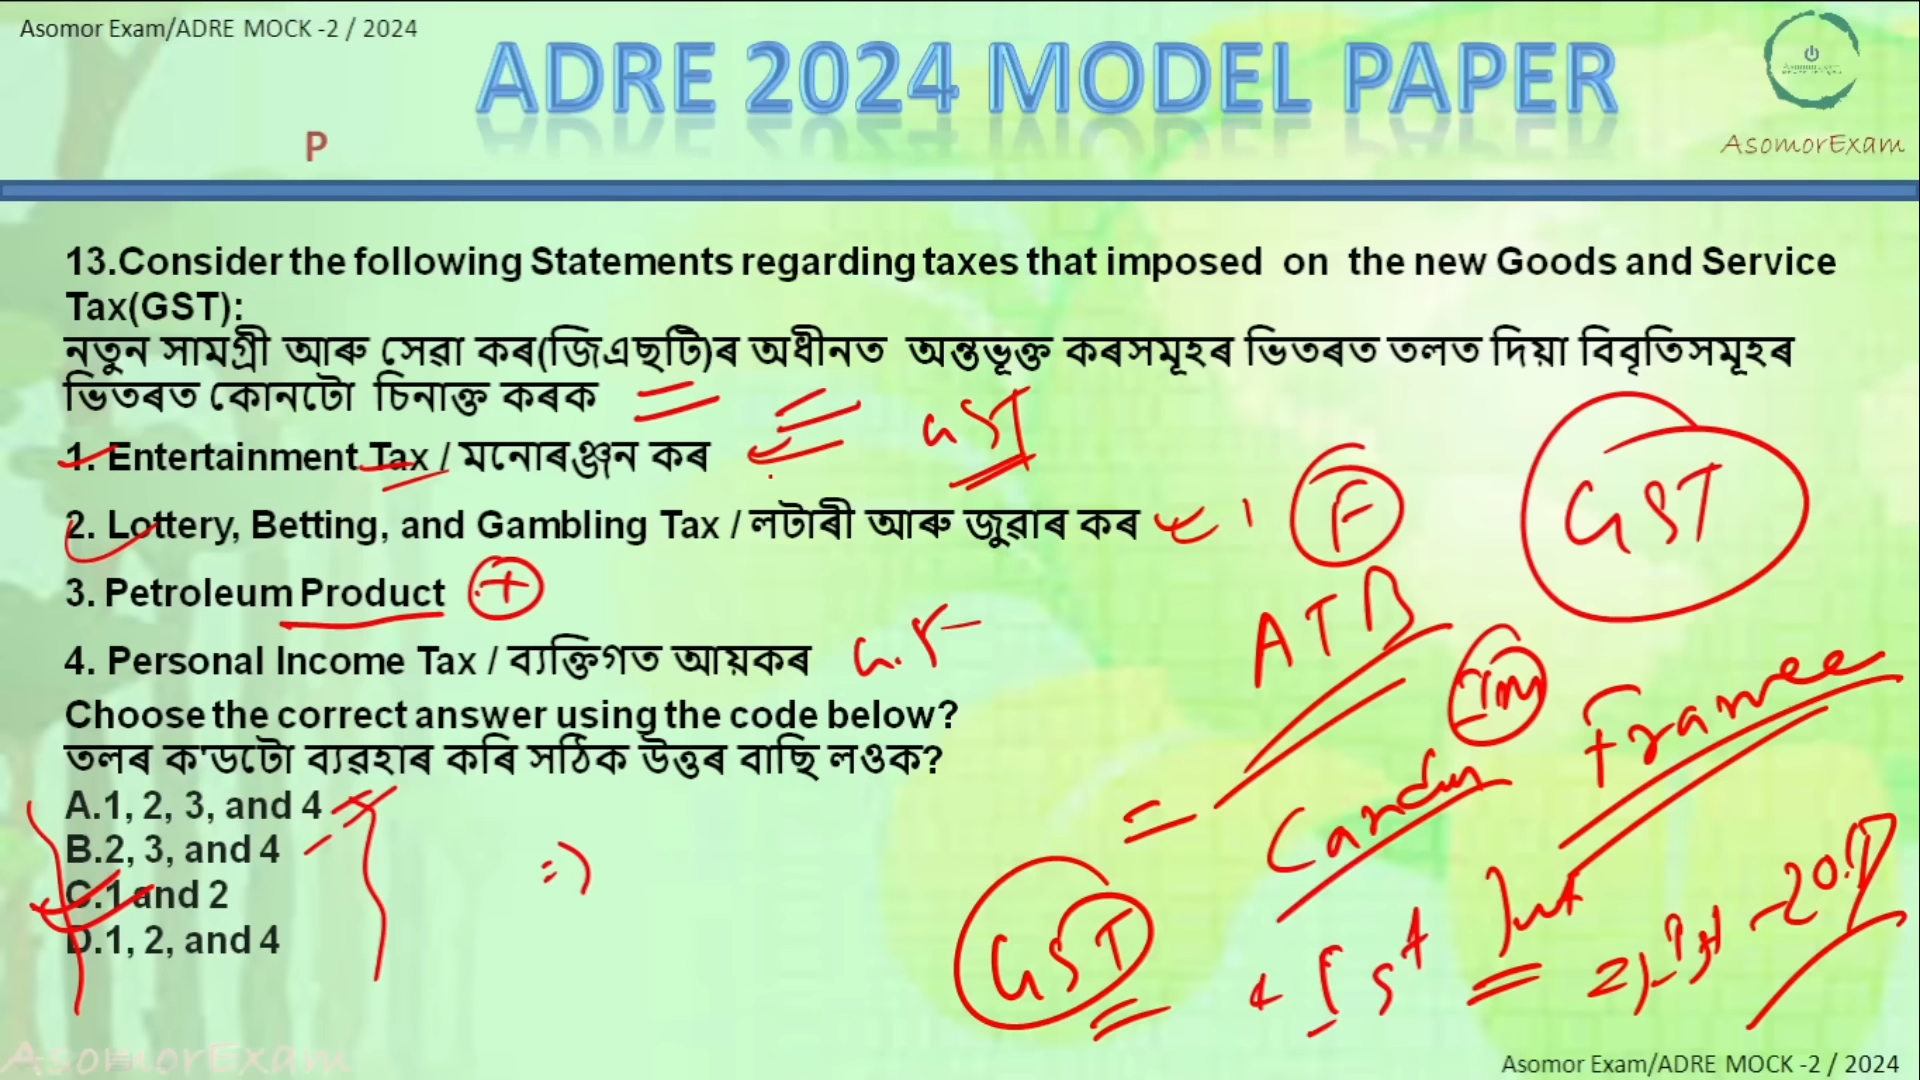 Asomor Exam/ADRE MOCK -2 / 2024
ADRE 2024 MODEL PAPER
P
AsomorExam
13.Consider the following Statements regarding taxes that imposed on the new Goods and Service
Tax(GST):
নতুন সামগ্ৰী আৰু সেৱা কৰ(জিএছটি)ৰ অধীনত অন্তৰ্ভূক্ত কৰসমূহৰ ভিতৰত তলত দিয়া বিবৃতিসমূহৰ
ভিতৰত কোনটো চিনাক্ত কৰক
GST
1. Entertainment Tax / মনোৰঞ্জন কৰ
2. Lottery, Betting, and Gambling Tax / লটাৰী আৰু জুৱাৰ কৰ
F
GST
3. Petroleum Product
ATB
4. Personal Income Tax / ব্যক্তিগত আয়কৰ
Choose the correct answer using the code below?
তলৰ ক'ডটো ব্যৱহাৰ কৰি সঠিক উত্তৰ বাছি লওক?
A.1, 2, 3, and 4
B.2, 3, and 4
C.1 and 2
D.1, 2, and 4
GST
AsomorExam
Asomor Exam/ADRE MOCK -2 / 2024